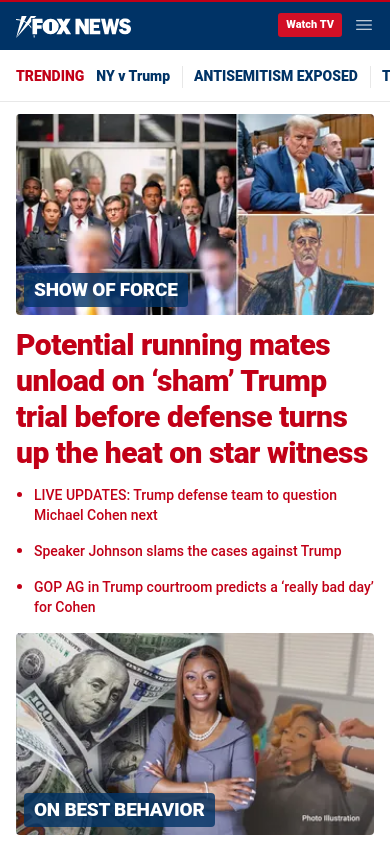 FOX NEWS
Watch TV
TRENDING NY v Trump ANTISEMITISM EXPOSED T
SHOW OF FORCE
Potential running mates
unload on ‘sham’ Trump
trial before defense turns
up the heat on star witness
• LIVE UPDATES: Trump defense team to question
Michael Cohen next
• Speaker Johnson slams the cases against Trump
• GOP AG in Trump courtroom predicts a ‘really bad day’
for Cohen
ON BEST BEHAVIOR
Photo Illustration